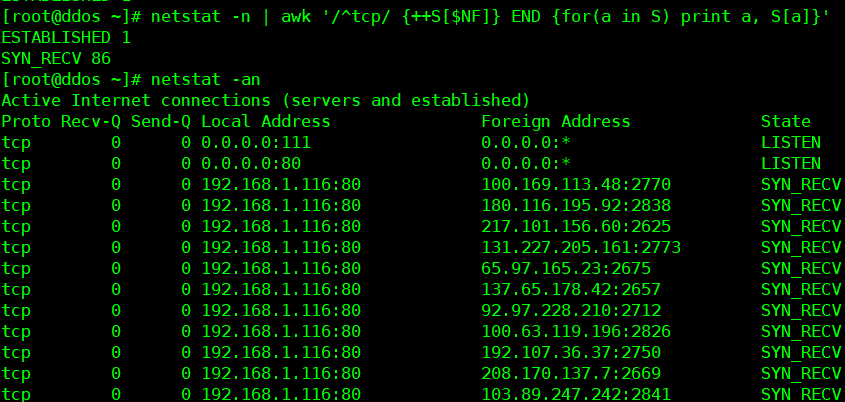 [root@ddos ~]# netstat -n | awk '/^tcp/ {++S[$NF]} END {for(a in S) print a, S[a]}'
ESTABLISHED 1
SYN_RECV 86
[root@ddos ~]# netstat -an
Active Internet connections (servers and established)
Proto Recv-Q Send-Q Local Address               Foreign Address             State
tcp        0      0 0.0.0.0:111                 0.0.0.0:*                   LISTEN
tcp        0      0 0.0.0.0:80                  0.0.0.0:*                   LISTEN
tcp        0      0 192.168.1.116:80            100.169.113.48:2770         SYN_RECV
tcp        0      0 192.168.1.116:80            180.116.195.92:2838         SYN_RECV
tcp        0      0 192.168.1.116:80            217.101.156.60:2625         SYN_RECV
tcp        0      0 192.168.1.116:80            131.227.205.161:2773        SYN_RECV
tcp        0      0 192.168.1.116:80            65.97.165.23:2675           SYN_RECV
tcp        0      0 192.168.1.116:80            137.65.178.42:2657          SYN_RECV
tcp        0      0 192.168.1.116:80            92.97.228.210:2712          SYN_RECV
tcp        0      0 192.168.1.116:80            100.63.119.196:2826         SYN_RECV
tcp        0      0 192.168.1.116:80            192.107.36.37:2750          SYN_RECV
tcp        0      0 192.168.1.116:80            208.170.137.7:2669          SYN_RECV
tcp        0      0 192.168.1.116:80            103.89.247.242:2841         SYN_RECV